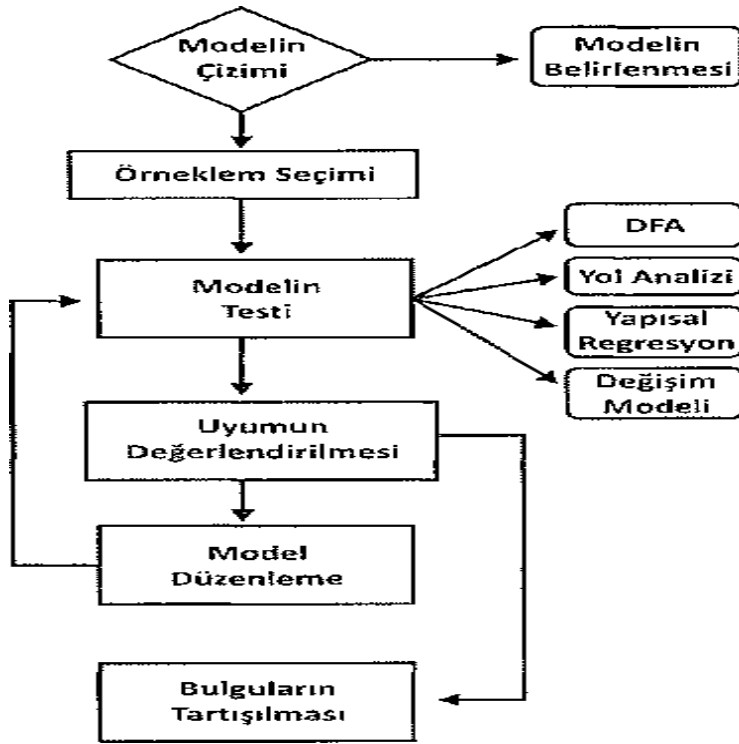 Modelin
Çizimi
Modelin
Belirlenmesi
Örneklem Seçimi
Modelin
Testi
DFA
Yol Analizi
Yapısal
Regresyon
Değişim
Modeli
Uyumun
Değerlendirilmesi
Model
Düzenleme
Bulguların
Tartışılması